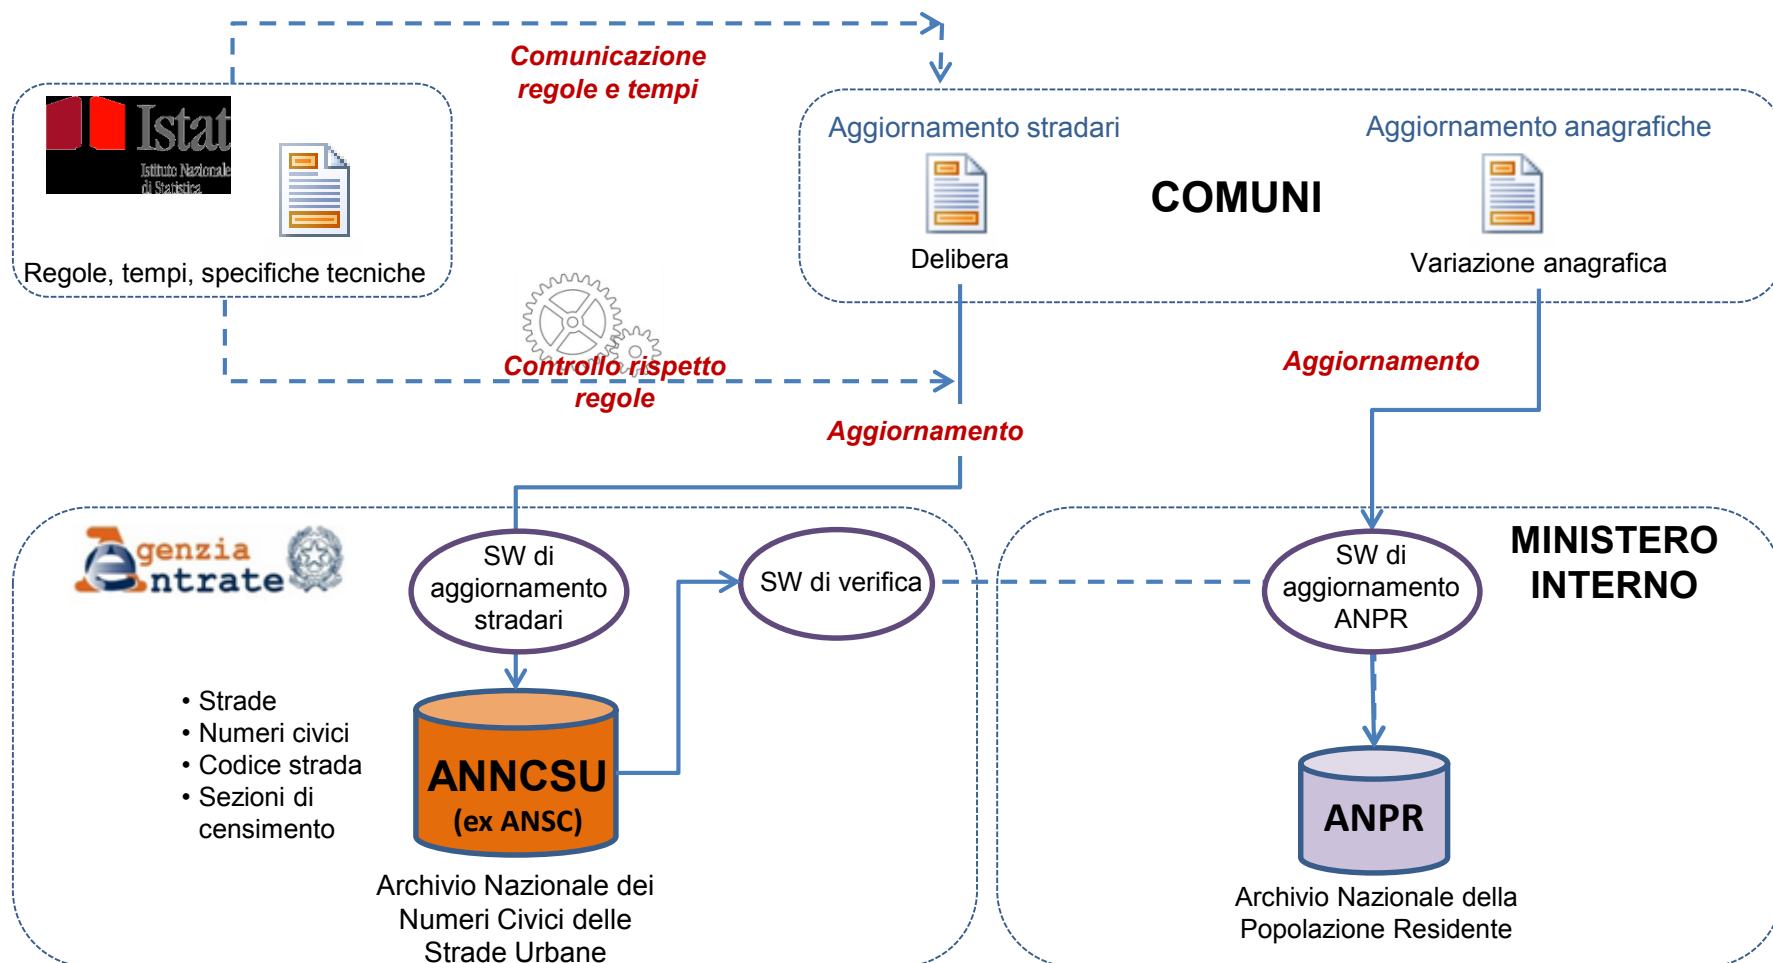 Comunicazione
regole e tempi
Istat
Istituto Nazionale
di Statistica
Regole, tempi, specifiche tecniche
Aggiornamento stradari
Aggiornamento anagrafiche
COMUNI
Delibera
Variazione anagrafica
Controllo rispetto
regole
Aggiornamento
Aggiornamento
Agenzia
Entrate
SW di
aggiornamento
stradari
SW di verifica
SW di
aggiornamento
ANPR
MINISTERO
INTERNO
• Strade
• Numeri civici
• Codice strada
• Sezioni di
censimento
ANNCSU
(ex ANSC)
Archivio Nazionale dei
Numeri Civici delle
Strade Urbane
ANPR
Archivio Nazionale della
Popolazione Residente